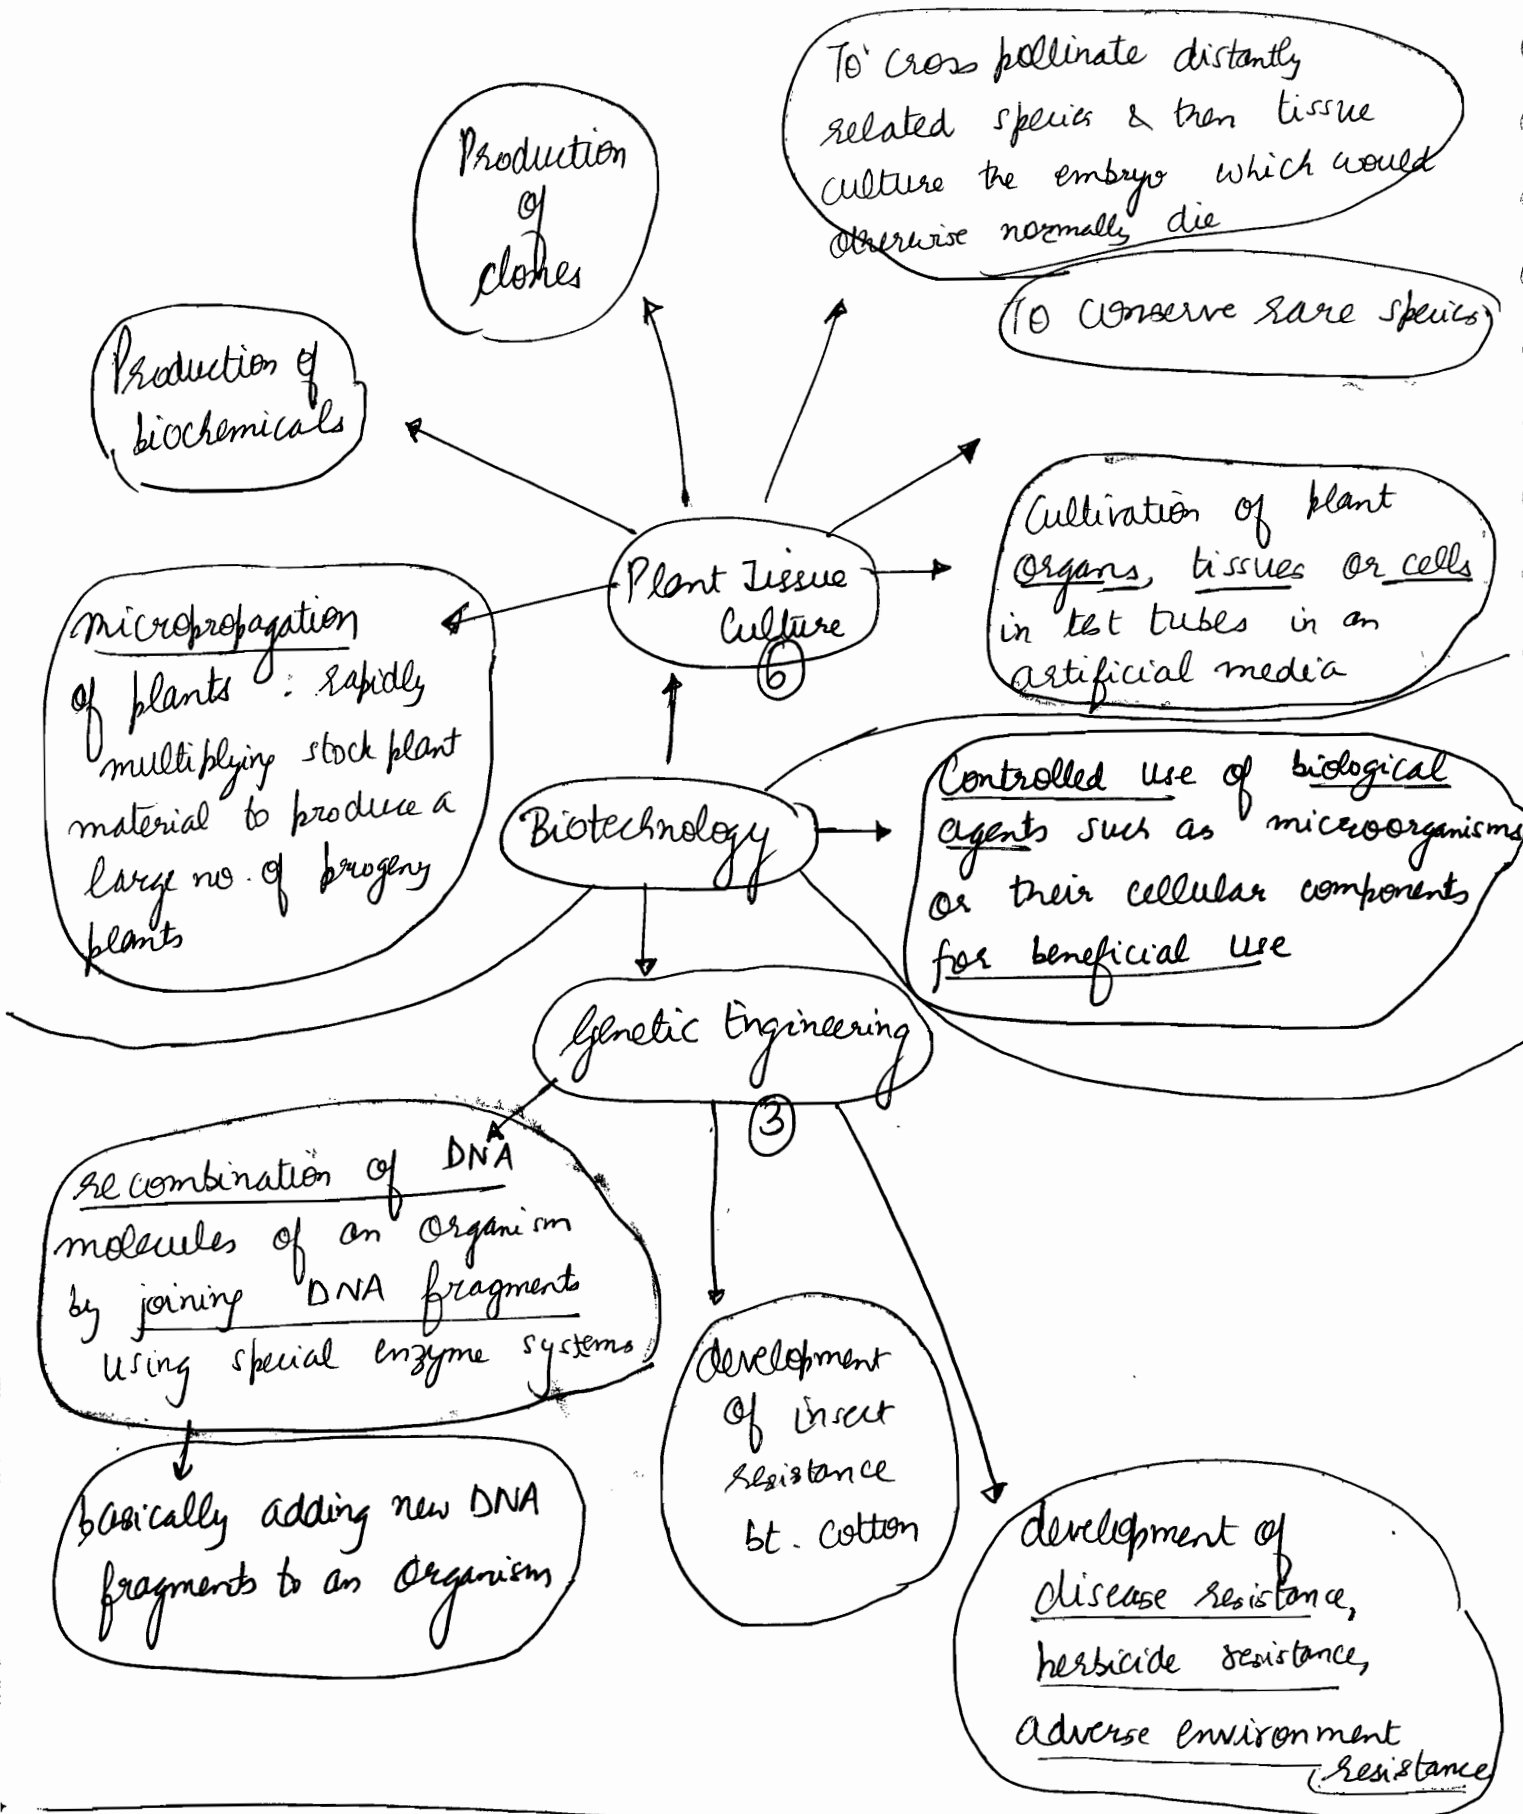 To cross pollinate distantly
related species & then tissue
culture the embryo which would
otherwise normally die
Production
of
clones
To conserve rare species
Production of
biochemicals
Cultivation of plant
organs, tissues or cells
in test tubes in an
artificial media
Plant Tissue
Culture
6
micropropagation
of plants : rapidly
multiplying stock plant
material to produce a
large no. of progeny
plants
Biotechnology
Controlled use of biological
agents such as microorganisms
or their cellular components
for beneficial use
Genetic Engineering
3
recombination of DNA
molecules of an organism
by joining DNA fragments
using special enzyme systems
basically adding new DNA
fragments to an organism
development
of insect
resistance
bt. cotton
development of
disease resistance,
herbicide resistance,
adverse environment
resistance